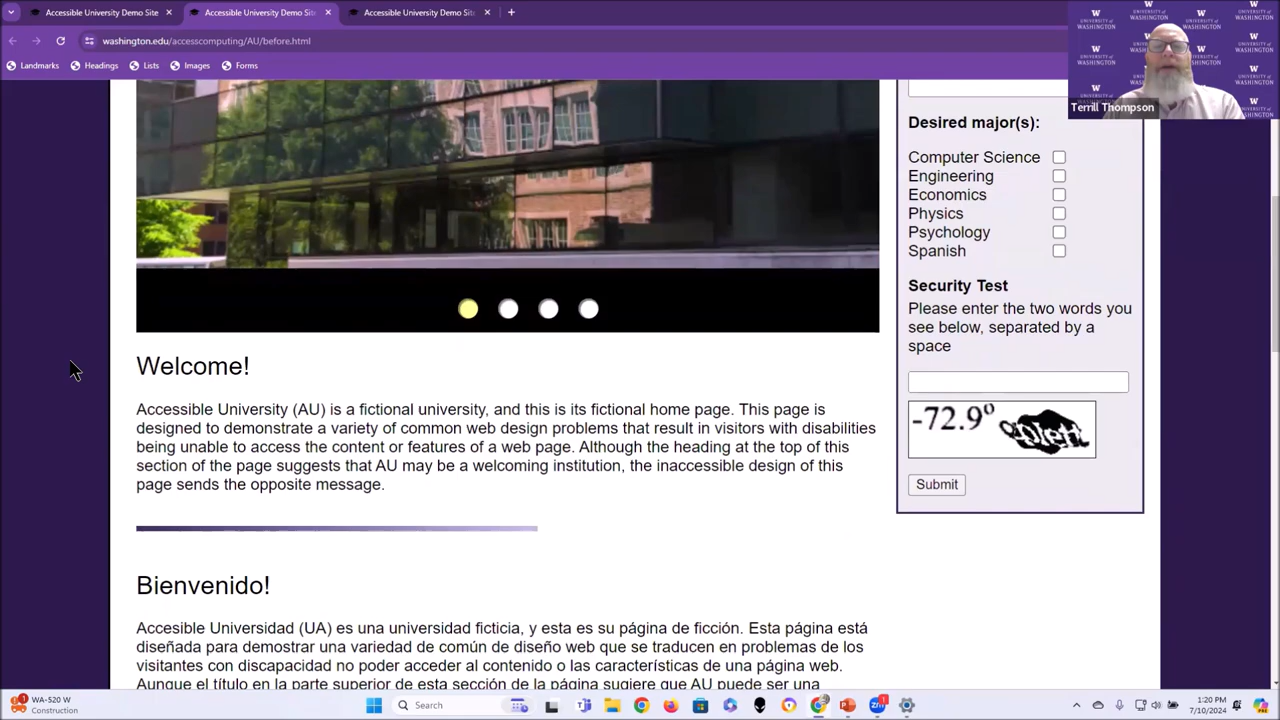 Accessible University Demo Site
Accessible University Demo Site
Accessible University Demo Site
washington.edu/accesscomputing/AU/before.html
Landmarks
Headings
Lists
Images
Forms
Terrill Thompson
Desired major(s):
Computer Science
Engineering
Economics
Physics
Psychology
Spanish
Security Test
Please enter the two words you
see below, separated by a
space
-72.9º
Submit
Welcome!
Accessible University (AU) is a fictional university, and this is its fictional home page. This page is
designed to demonstrate a variety of common web design problems that result in visitors with disabilities
being unable to access the content or features of a web page. Although the heading at the top of this
section of the page suggests that AU may be a welcoming institution, the inaccessible design of this
page sends the opposite message.
Bienvenido!
Accesible Universidad (UA) es una universidad ficticia, y esta es su página de ficción. Esta página está
diseñada para demostrar una variedad de común de diseño web que se traducen en problemas de los
visitantes con discapacidad no poder acceder al contenido o las características de una página web.
Aunque el título en la parte superior de esta sección de la página sugiere que AU puede ser una
WA-520 W
Construction
Search
1:20 PM
7/10/2024